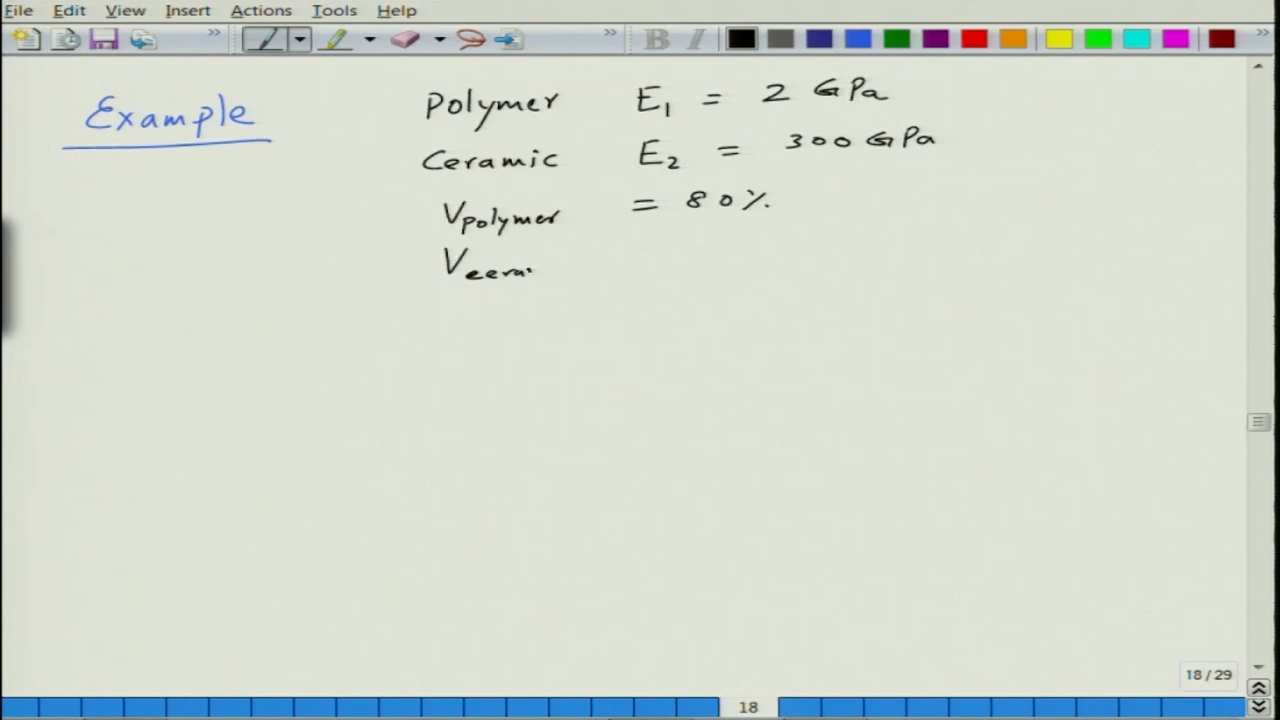 File Edit View Insert Actions Tools Help
B I
Example
Polymer E₁ = 2 GPa
Ceramic E₂ = 300 GPa
Vpolymer = 80%
Vceram
18 / 29
18